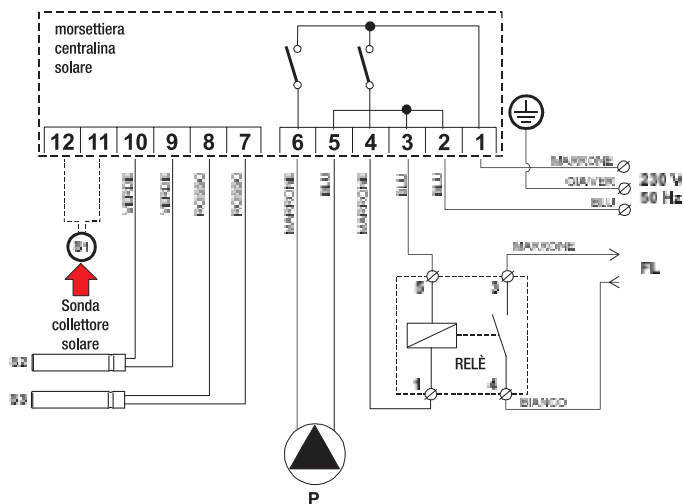 morsettiera
centralina
solare
12 11 10 9 8 7 6 5 4 3 2 1
VERDE
VERDE
ROSSO
ROSSO
MARRONE
BLU
MARRONE
BLU
BLU
MARRONE
GIA/VER
BLU
230 V
50 Hz
S1
Sonda
collettore
solare
S2
S3
MARRONE
FL
5
3
RELÈ
1
4
BIANCO
P